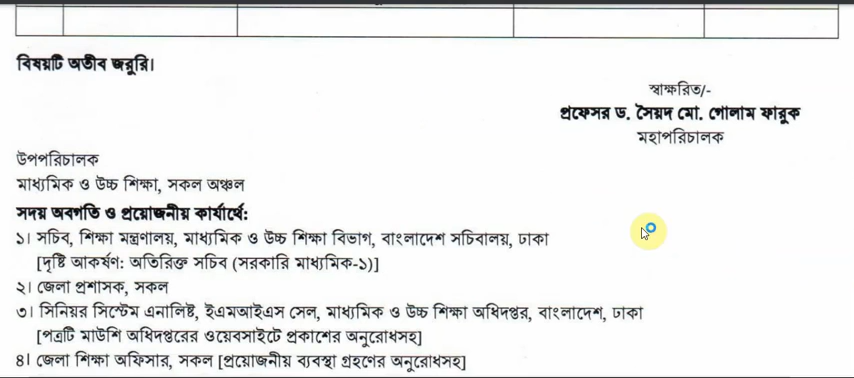 বিষয়টি অতীব জরুরি।
স্বাক্ষরিত/-
প্রফেসর ড. সৈয়দ মো. গোলাম ফারুক
মহাপরিচালক
উপপরিচালক
মাধ্যমিক ও উচ্চ শিক্ষা, সকল অঞ্চল
সদয় অবগতি ও প্রয়োজনীয় কার্যার্থে:
১। সচিব, শিক্ষা মন্ত্রণালয়, মাধ্যমিক ও উচ্চ শিক্ষা বিভাগ, বাংলাদেশ সচিবালয়, ঢাকা
[দৃষ্টি আকর্ষণ: অতিরিক্ত সচিব (সরকারি মাধ্যমিক-১)]
২। জেলা প্রশাসক, সকল
৩। সিনিয়র সিস্টেম এনালিষ্ট, ইএমআইএস সেল, মাধ্যমিক ও উচ্চ শিক্ষা অধিদপ্তর, বাংলাদেশ, ঢাকা
[পত্রটি মাউশি অধিদপ্তরের ওয়েবসাইটে প্রকাশের অনুরোধসহ]
৪। জেলা শিক্ষা অফিসার, সকল [প্রয়োজনীয় ব্যবস্থা গ্রহণের অনুরোধসহ]